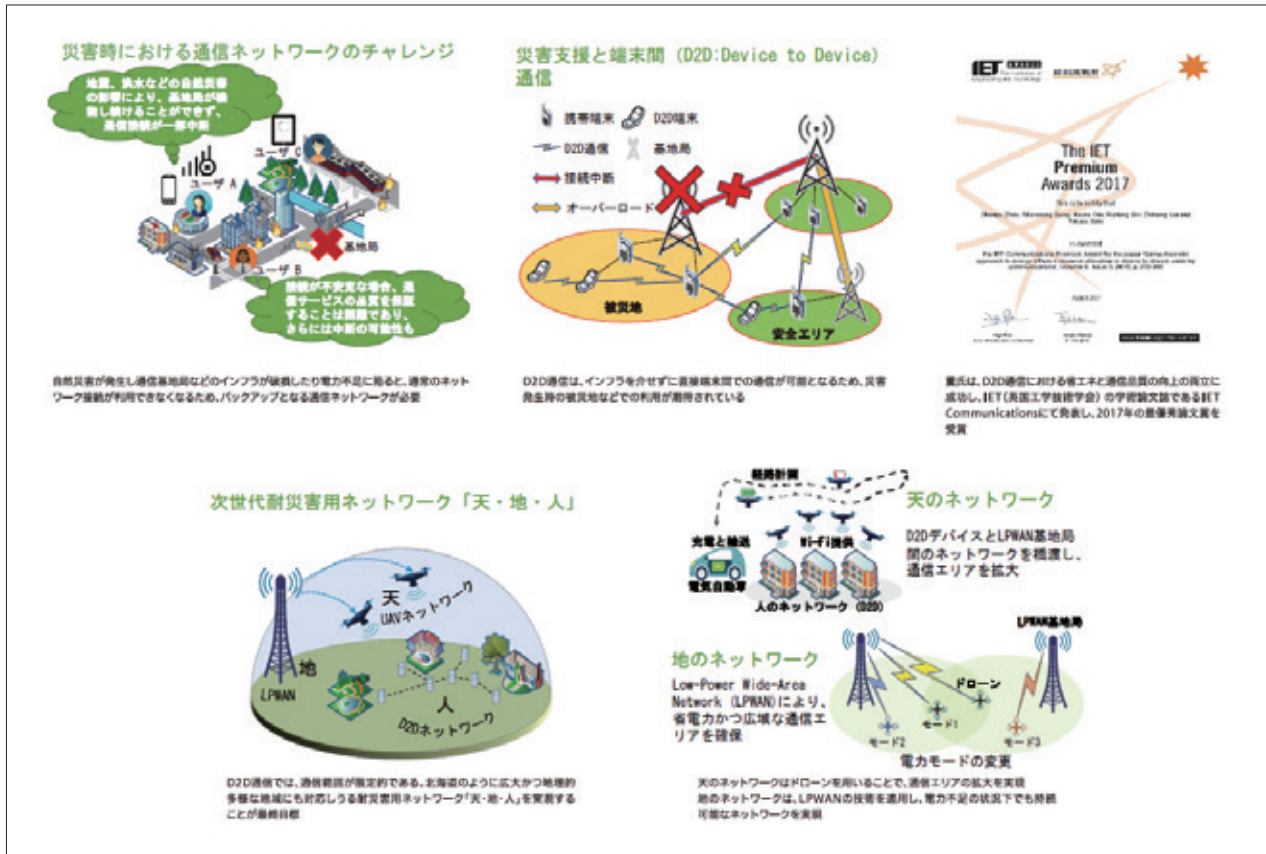 災害時における通信ネットワークのチャレンジ
地震、洪水などの自然災害
の影響により、基地局が機
能し続けることができず、
通信接続が一部中断
ユーザ C
ユーザ A
基地局
ユーザ B
接続が不安定な場合、通
信サービスの品質を保証
することは困難であり、
さらには中断の可能性も
自然災害が発生し通信基地局などのインフラが破損したり電力不足に陥ると、通常のネット
ワーク接続が利用できなくなるため、バックアップとなる通信ネットワークが必要
災害支援と端末間 (D2D:Device to Device)
通信
携帯端末 D2D端末
D2D通信 基地局
接続中断
オーバーロード
被災地
安全エリア
D2D通信は、インフラを介せずに直接端末間での通信が可能となるため、災害
発生時の被災地などでの利用が期待されている
IET
The IET
Premium
Awards 2017
This is to certify that
董氏は、D2D通信における省エネと通信品質の向上の両立に
成功し、IET(英国工学技術学会)の学術論文誌であるIET
Communicationsにて発表し、2017年の最優秀論文賞を
受賞
次世代耐災害用ネットワーク「天・地・人」
天
UAVネットワーク
地
LPWAN
人
D2Dネットワーク
D2D通信では、通信範囲が限定的である。北海道のように広大かつ地理的
多様な地域にも対応しうる耐災害用ネットワーク「天・地・人」を実現する
ことが最終目標
経路計画
天のネットワーク
D2DデバイスとLPWAN基地局
間のネットワークを橋渡し、
通信エリアを拡大
充電と輸送
Wi-Fi提供
電気自動車
人のネットワーク (D2D)
LPWAN基地局
地のネットワーク
Low-Power Wide-Area
Network (LPWAN)により、
省電力かつ広域な通信エ
リアを確保
ドローン
モード1
モード2
モード3
電力モードの変更
天のネットワークはドローンを用いることで、通信エリアの拡大を実現
地のネットワークは、LPWANの技術を適用し、電力不足の状況下でも持続
可能なネットワークを実現